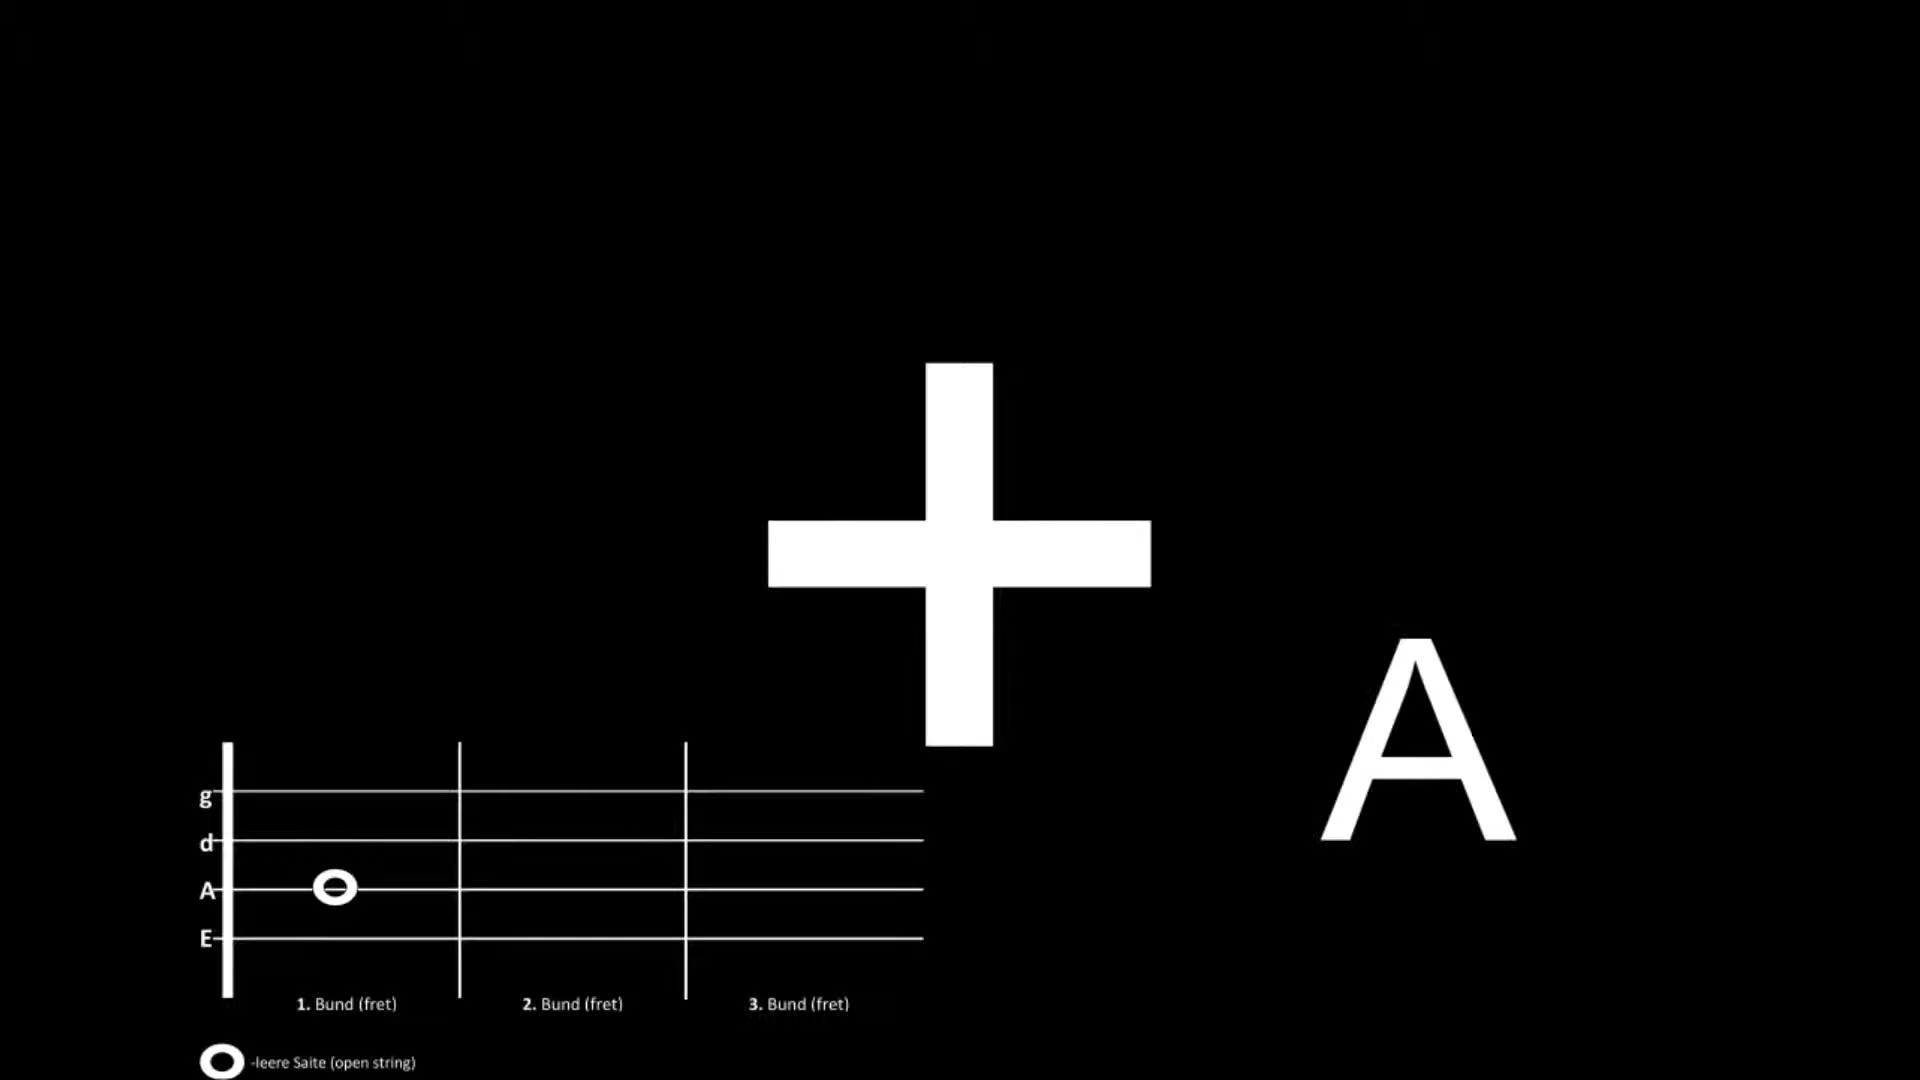 +
A
g
d
A
E
1. Bund (fret) 2. Bund (fret) 3. Bund (fret)
-leere Saite (open string)